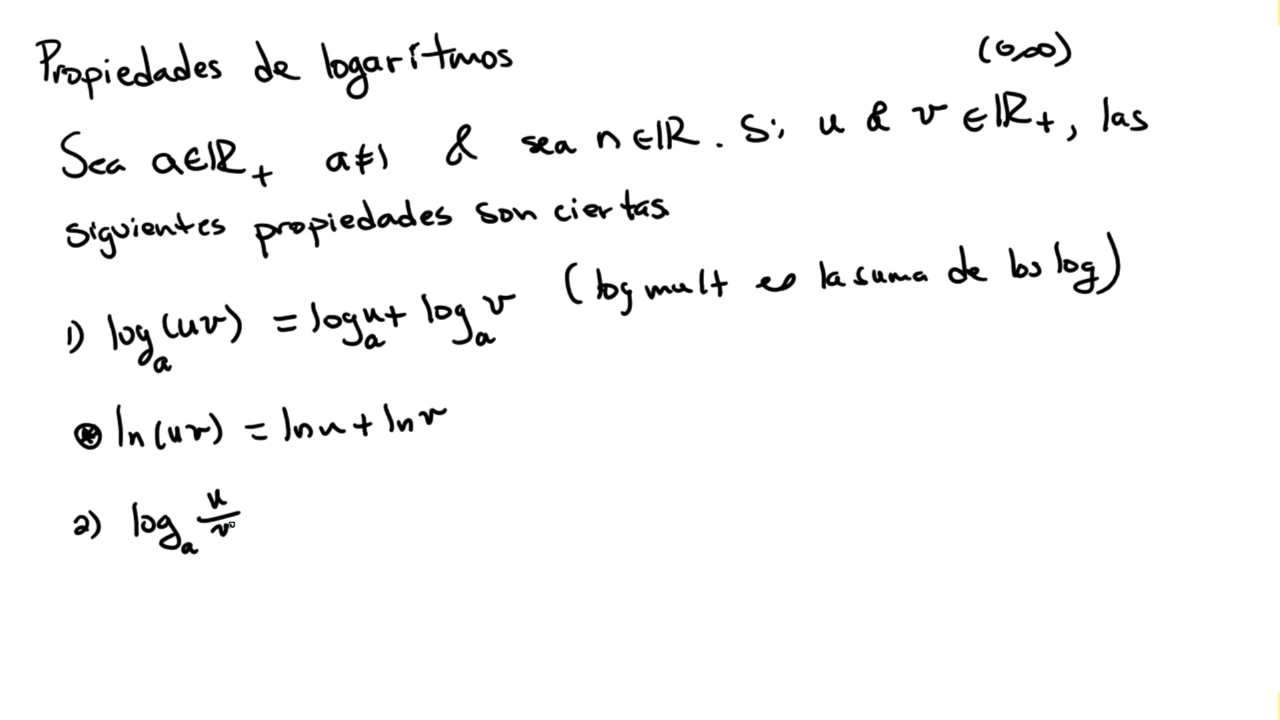 Propiedades de logarítmos
(0,∞)
Sea a∈ℝ₊ a≠1 & sea n∈ℝ. Si u & v ∈ℝ₊, las
siguientes propiedades son ciertas.
1) logₐ(uv) = logₐu + logₐv (log mult es la suma de los log)
⊛ ln(uv) = ln u + ln v
2) logₐ u/v